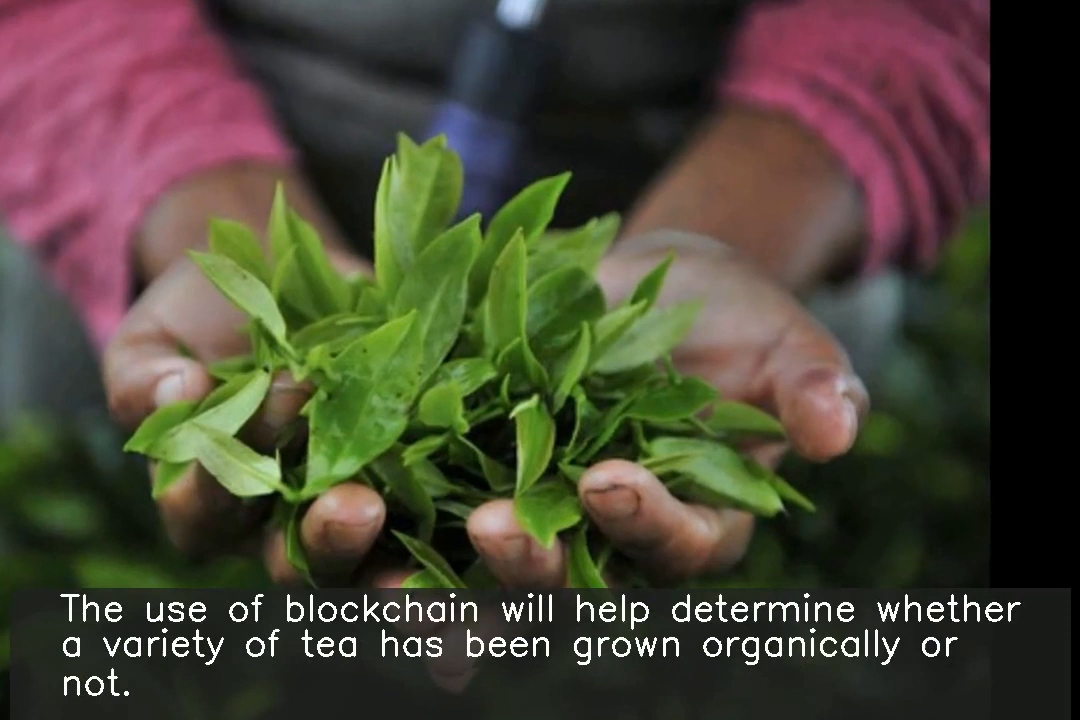 The use of blockchain will help determine whether
a variety of tea has been grown organically or
not.